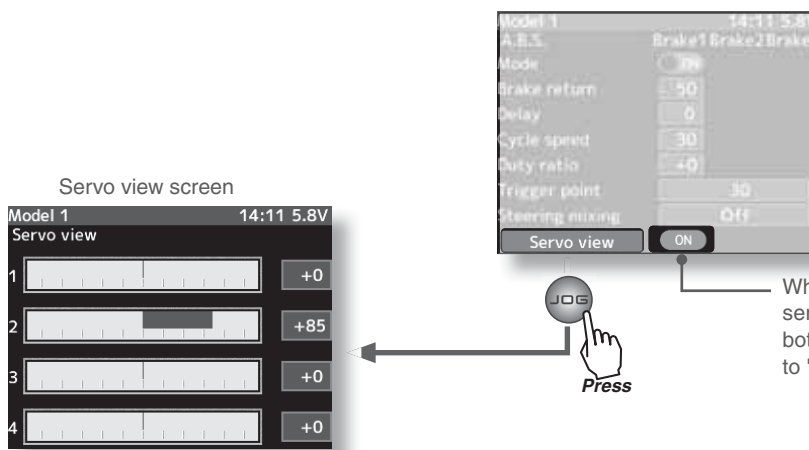 Model 1 14:11 5.8V
A.B.S. Brake1 Brake2 Brake
Mode ON
Brake return 50
Delay 0
Cycle speed 30
Duty ratio +0
Trigger point 30
Steering mixing Off
Servo view ON
JOG
Press
Servo view screen
Model 1 14:11 5.8V
Servo view
1 +0
2 +85
3 +0
4 +0